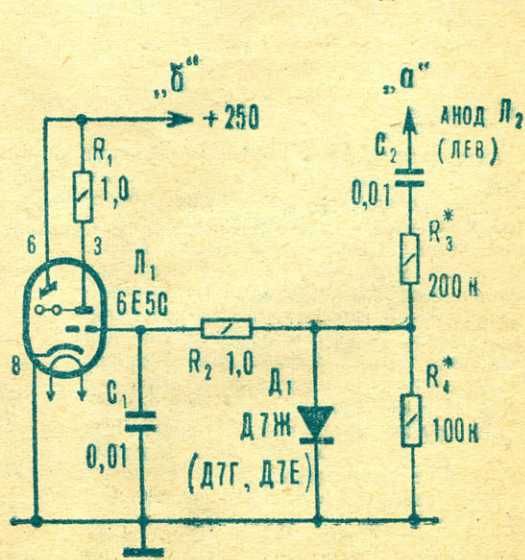 „б“
+250
„а“
АНОД Л2
(ЛЕВ)
C2
0,01
R3*
200 к
R1
1,0
6
3
Л1
6Е5С
8
C1
0,01
R2 1,0
Д1
Д7Ж
(Д7Г, Д7Е)
R4*
100к